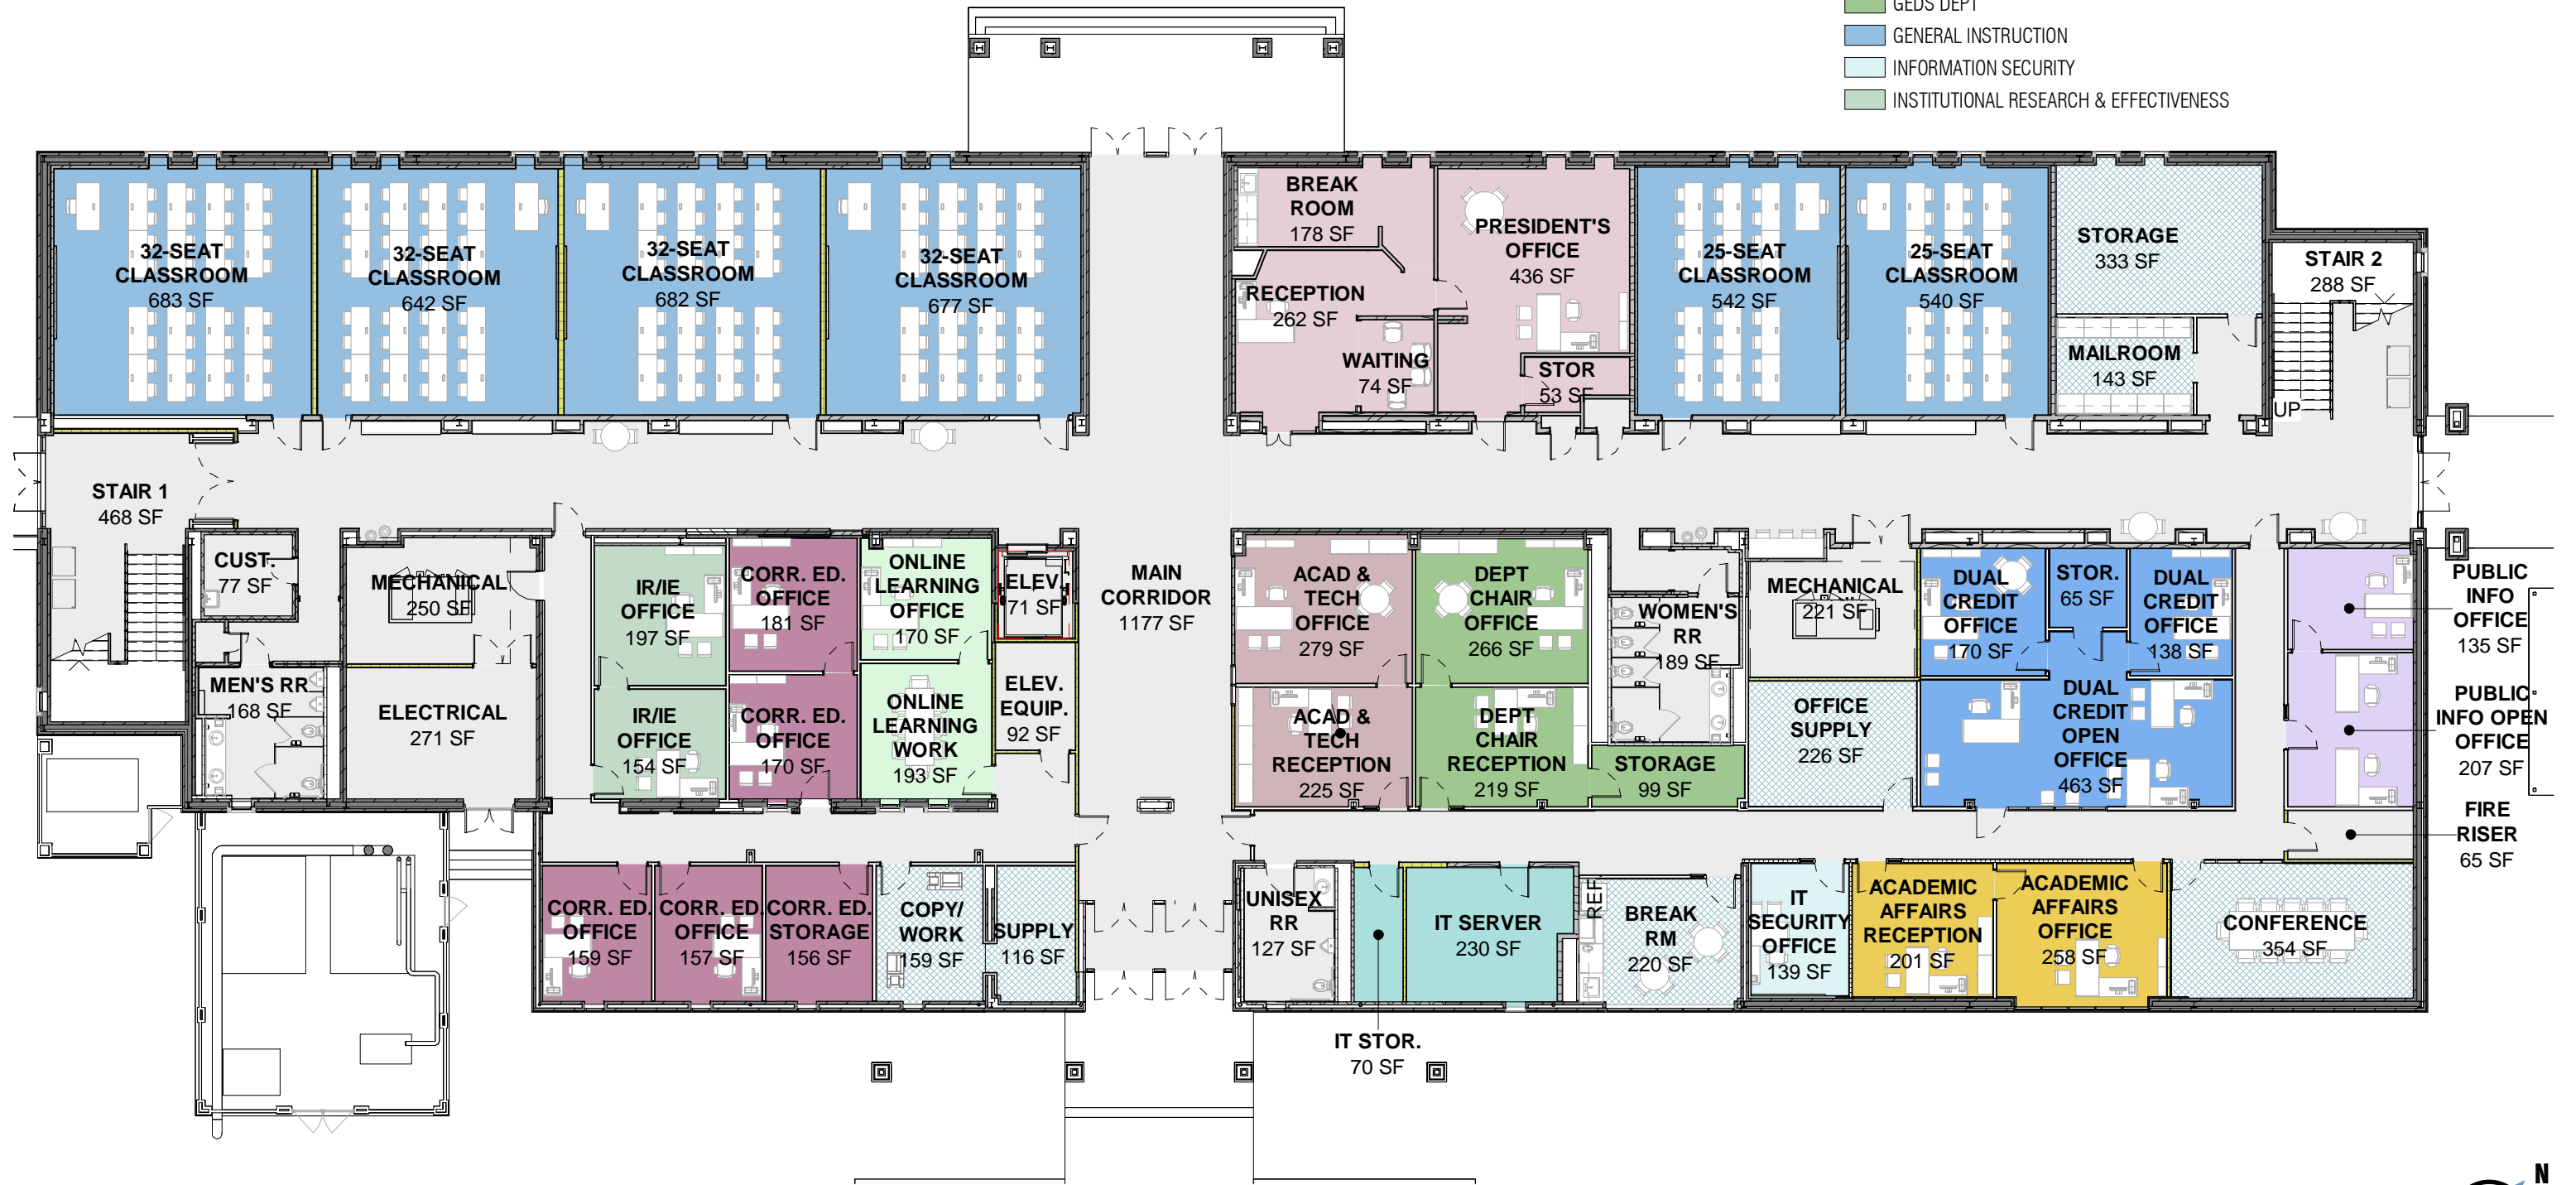 GEDS DEPT
GENERAL INSTRUCTION
INFORMATION SECURITY
INSTITUTIONAL RESEARCH & EFFECTIVENESS
32-SEAT
CLASSROOM
683 SF
32-SEAT
CLASSROOM
642 SF
32-SEAT
CLASSROOM
682 SF
32-SEAT
CLASSROOM
677 SF
BREAK
ROOM
178 SF
RECEPTION
262 SF
WAITING
74 SF
PRESIDENT'S
OFFICE
436 SF
STOR
53 SF
25-SEAT
CLASSROOM
542 SF
25-SEAT
CLASSROOM
540 SF
STORAGE
333 SF
MAILROOM
143 SF
STAIR 2
288 SF
UP
STAIR 1
468 SF
CUST.
77 SF
MECHANICAL
250 SF
MEN'S RR
168 SF
ELECTRICAL
271 SF
IR/IE
OFFICE
197 SF
IR/IE
OFFICE
154 SF
CORR. ED.
OFFICE
181 SF
CORR. ED.
OFFICE
170 SF
ONLINE
LEARNING
OFFICE
170 SF
ONLINE
LEARNING
WORK
193 SF
ELEV.
71 SF
ELEV.
EQUIP.
92 SF
MAIN
CORRIDOR
1177 SF
ACAD &
TECH
OFFICE
279 SF
ACAD &
TECH
RECEPTION
225 SF
DEPT
CHAIR
OFFICE
266 SF
DEPT
CHAIR
RECEPTION
219 SF
STORAGE
99 SF
WOMEN'S
RR
189 SF
MECHANICAL
221 SF
OFFICE
SUPPLY
226 SF
DUAL
CREDIT
OFFICE
170 SF
STOR.
65 SF
DUAL
CREDIT
OFFICE
138 SF
DUAL
CREDIT
OPEN
OFFICE
463 SF
PUBLIC
INFO
OFFICE
135 SF
PUBLIC
INFO OPEN
OFFICE
207 SF
FIRE
RISER
65 SF
CORR. ED.
OFFICE
159 SF
CORR. ED.
OFFICE
157 SF
CORR. ED.
STORAGE
156 SF
COPY/
WORK
159 SF
SUPPLY
116 SF
UNISEX
RR
127 SF
IT STOR.
70 SF
IT SERVER
230 SF
REF
BREAK
RM
220 SF
IT
SECURITY
OFFICE
139 SF
ACADEMIC
AFFAIRS
RECEPTION
201 SF
ACADEMIC
AFFAIRS
OFFICE
258 SF
CONFERENCE
354 SF
N